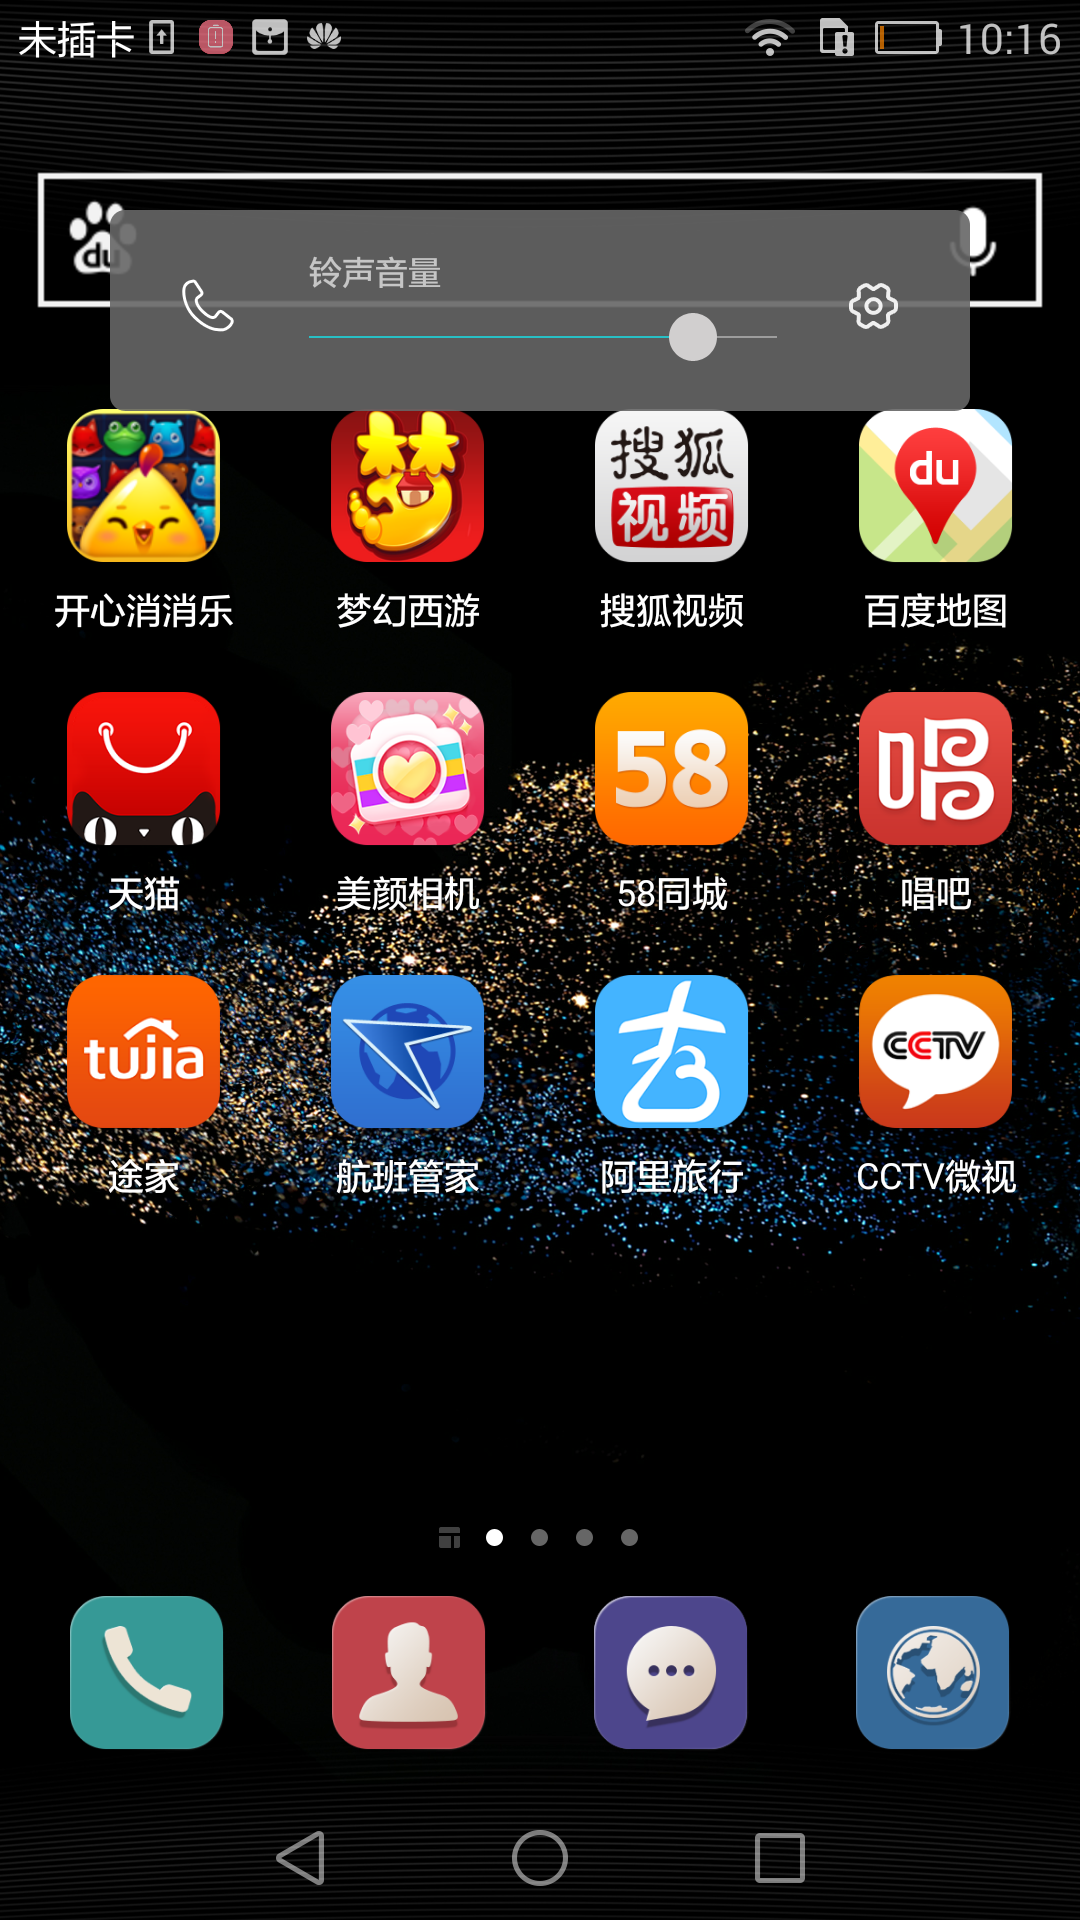 未插卡 10:16
du
铃声音量
搜狐
视频
du
开心消消乐 梦幻西游 搜狐视频 百度地图
58 唱
天猫 美颜相机 58同城 唱吧
tujia 去 CCTV
途家 航班管家 阿里旅行 CCTV微视